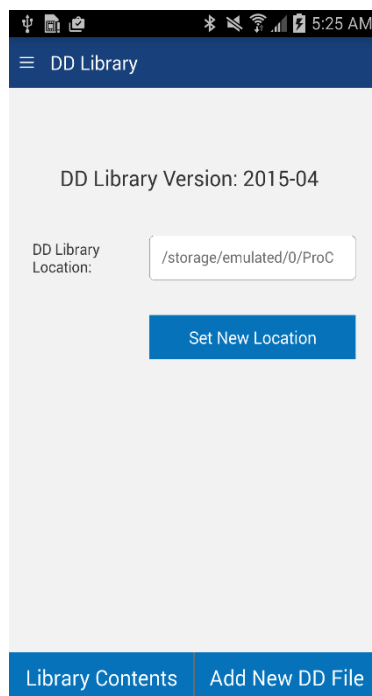 5:25 AM
DD Library
DD Library Version: 2015-04
DD Library
Location:
/storage/emulated/0/ProC
Set New Location
Library Contents
Add New DD File